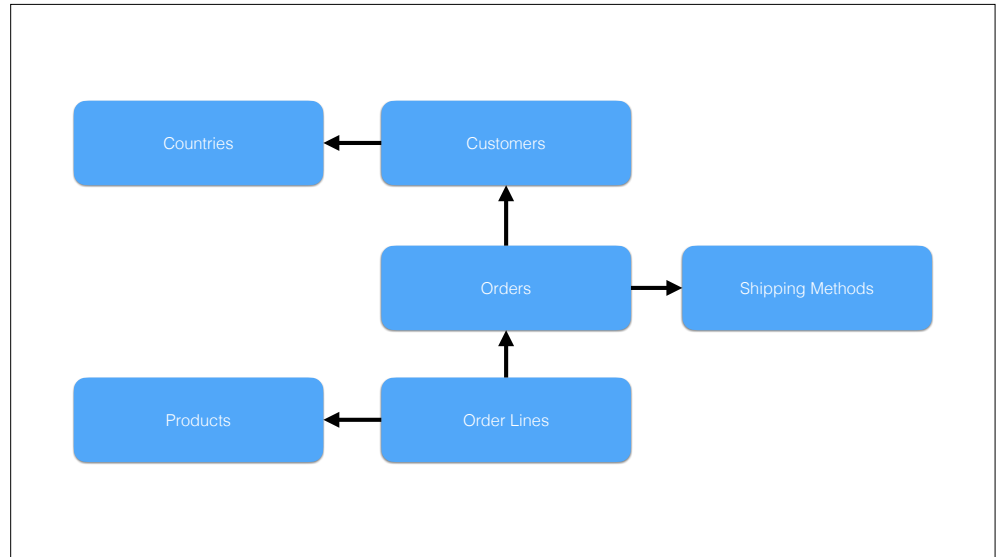 Countries
Customers
Orders
Shipping Methods
Products
Order Lines